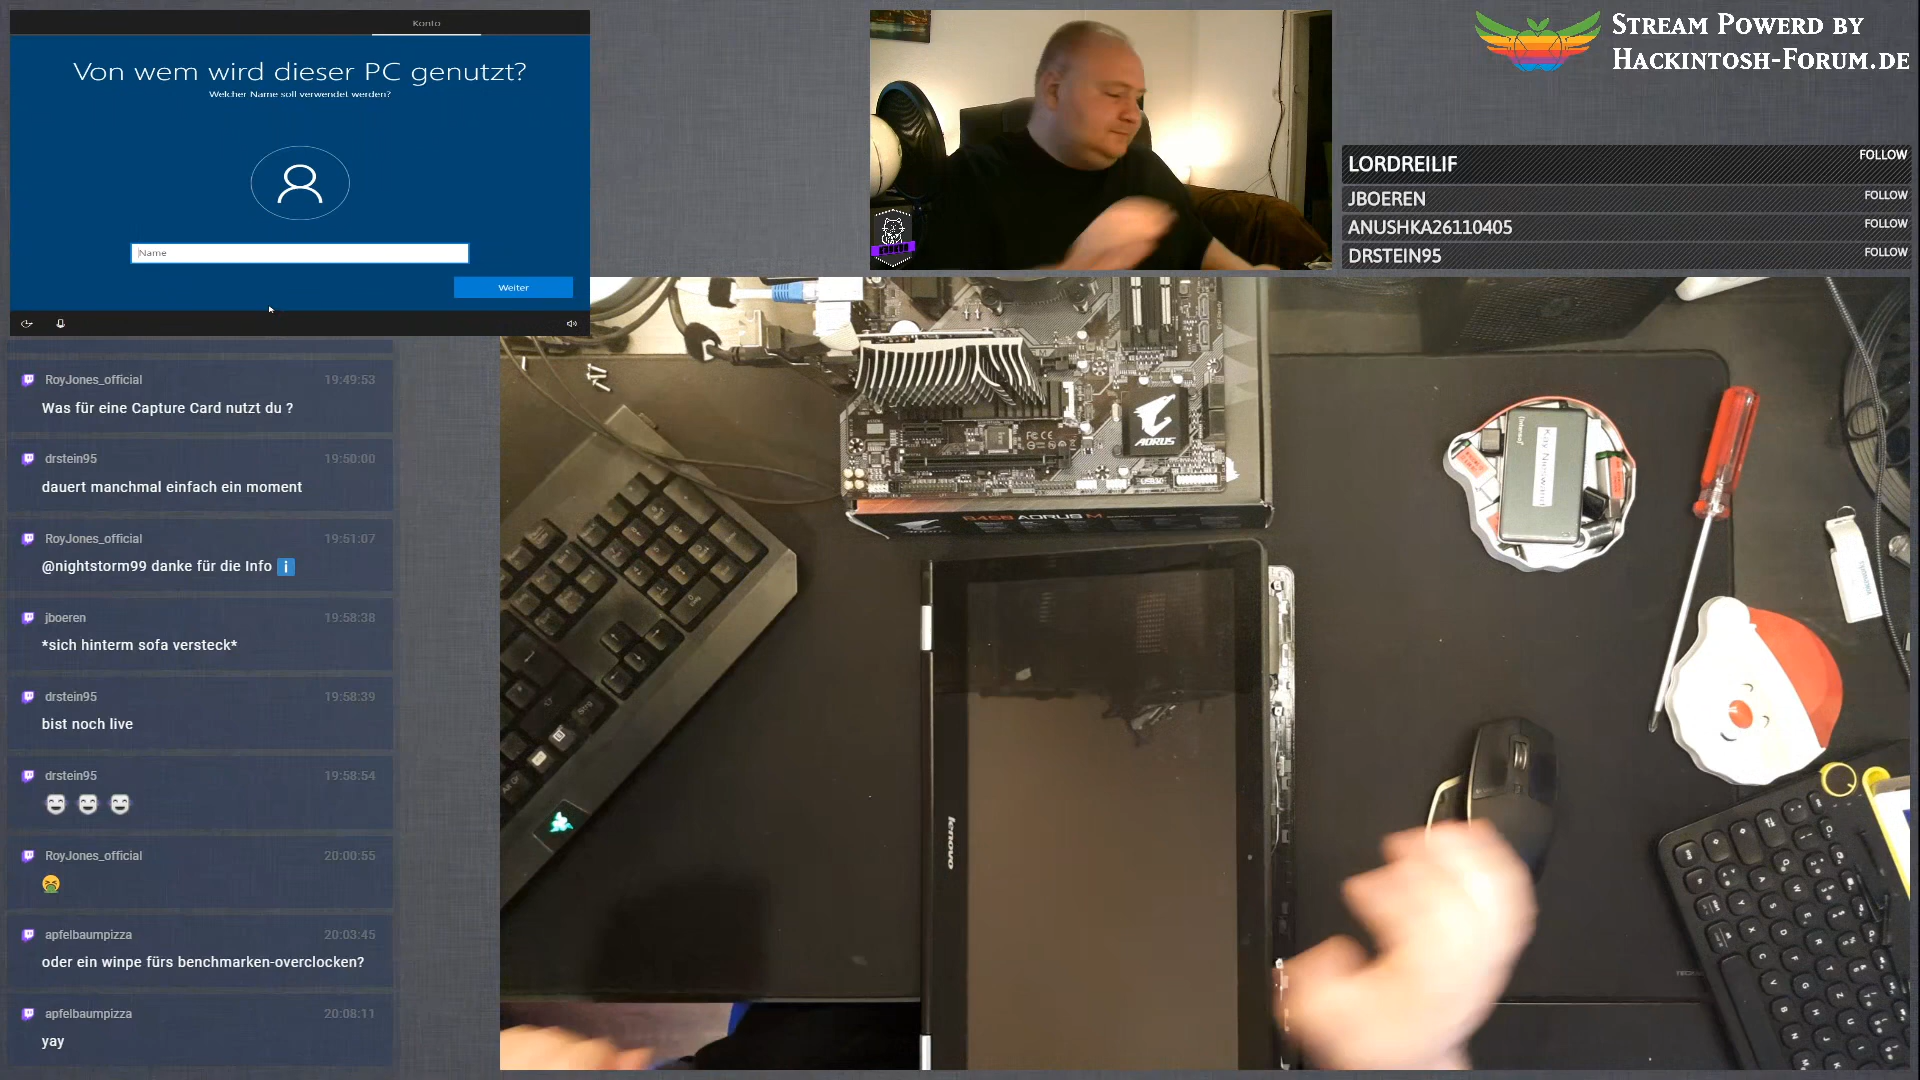 Konto
Von wem wird dieser PC genutzt?
Welcher Name soll verwendet werden?
Name
Weiter
STREAM POWERD BY
HACKINTOSH-FORUM.DE
LORDREILIF FOLLOW
JBOEREN FOLLOW
ANUSHKA26110405 FOLLOW
DRSTEIN95 FOLLOW
RoyJones_official 19:49:53
Was für eine Capture Card nutzt du ?
drstein95 19:50:00
dauert manchmal einfach ein moment
RoyJones_official 19:51:07
@nightstorm99 danke für die Info
jboeren 19:58:38
*sich hinterm sofa versteck*
drstein95 19:58:39
bist noch live
drstein95 19:58:54
RoyJones_official 20:00:55
apfelbaumpizza 20:03:45
oder ein winpe fürs benchmarken-overclocken?
apfelbaumpizza 20:08:11
yay
AORUS
B450 AORUS M
lenovo